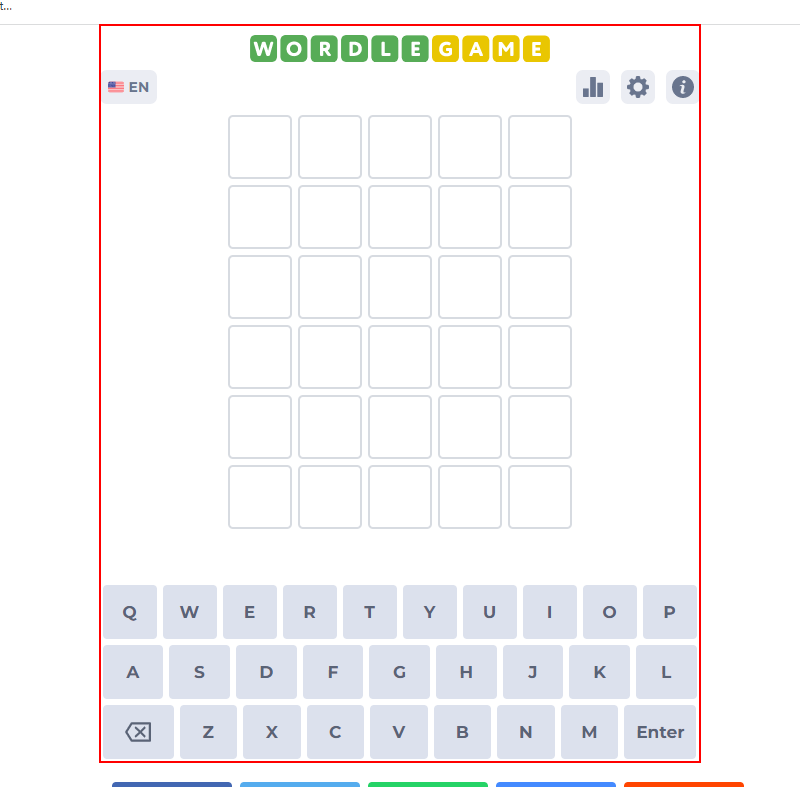 t...
WORDLEGAME
EN
Q W E R T Y U I O P
A S D F G H J K L
Z X C V B N M Enter